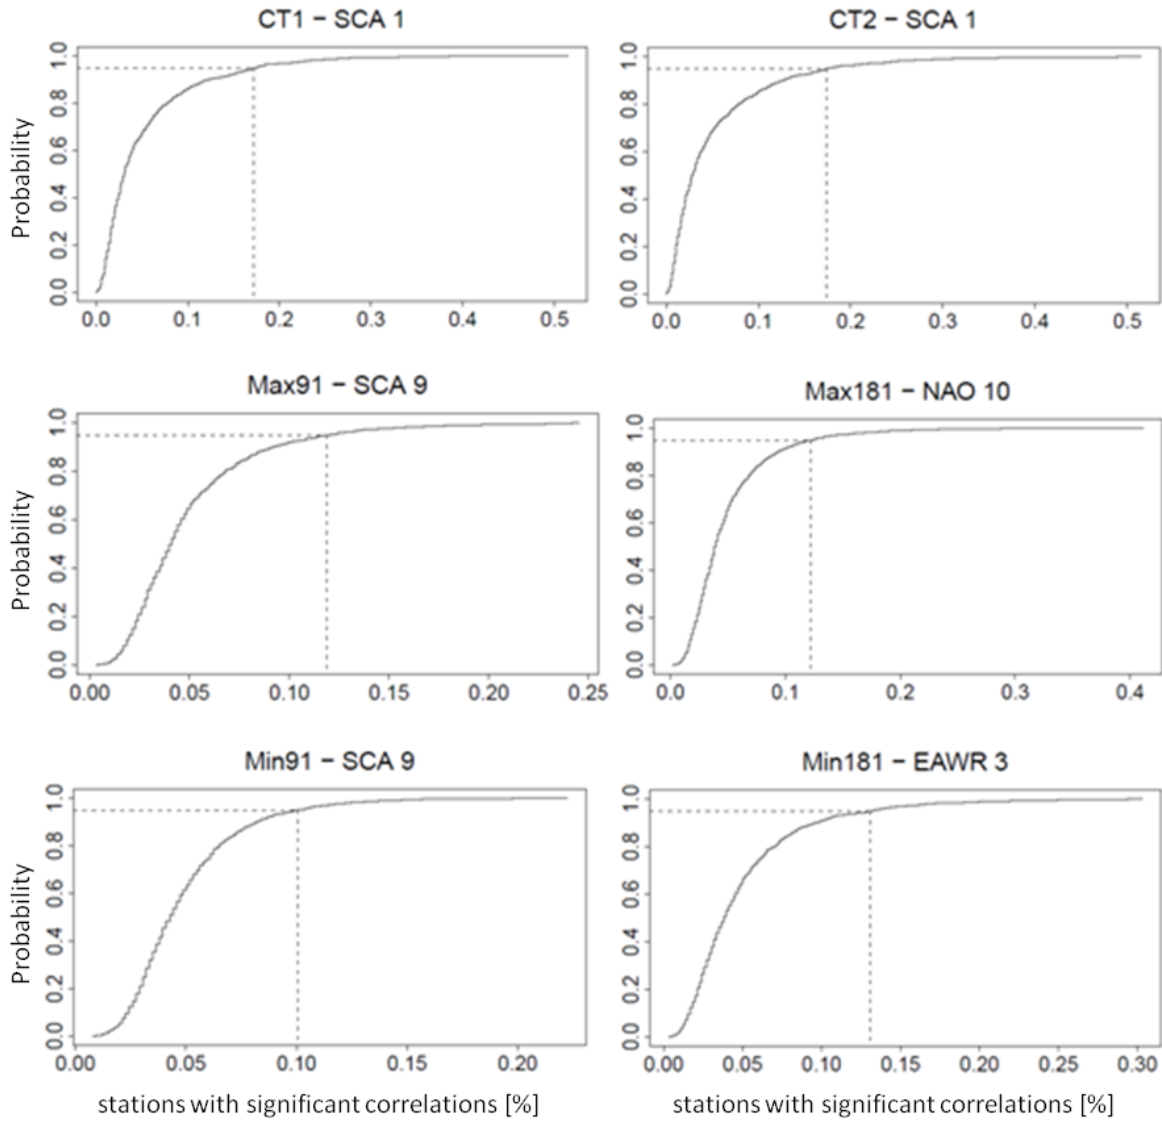 CT1 − SCA 1
CT2 − SCA 1
Probability
0.0 0.2 0.4 0.6 0.8 1.0
0.0 0.1 0.2 0.3 0.4 0.5
0.0 0.2 0.4 0.6 0.8 1.0
0.0 0.1 0.2 0.3 0.4 0.5
Max91 − SCA 9
Max181 − NAO 10
Probability
0.0 0.2 0.4 0.6 0.8 1.0
0.00 0.05 0.10 0.15 0.20 0.25
0.0 0.2 0.4 0.6 0.8 1.0
0.0 0.1 0.2 0.3 0.4
Min91 − SCA 9
Min181 − EAWR 3
Probability
0.0 0.2 0.4 0.6 0.8 1.0
0.00 0.05 0.10 0.15 0.20
0.0 0.2 0.4 0.6 0.8 1.0
0.00 0.05 0.10 0.15 0.20 0.25 0.30
stations with significant correlations [%]
stations with significant correlations [%]